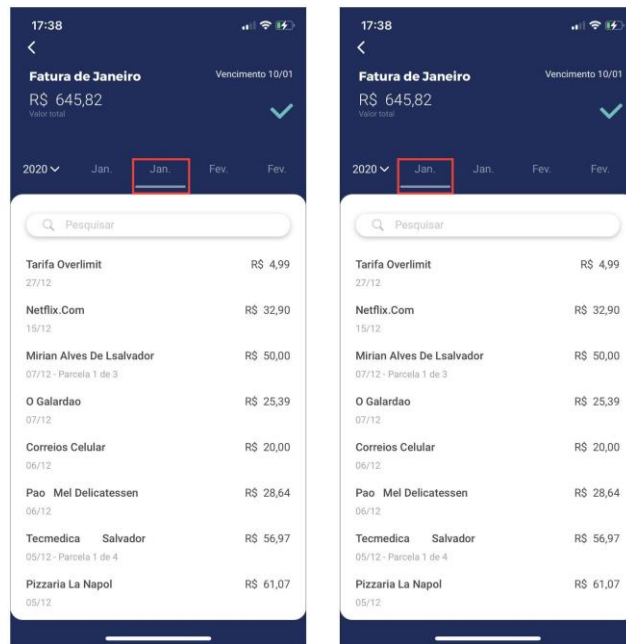 17:38
Fatura de Janeiro Vencimento 10/01
R$ 645,82
Valor total
2020 Jan. Jan. Fev. Fev.
Pesquisar
Tarifa Overlimit R$ 4,99
27/12
Netflix.Com R$ 32,90
15/12
Mirian Alves De Lsalvador R$ 50,00
07/12 - Parcela 1 de 3
O Galardao R$ 25,39
07/12
Correios Celular R$ 20,00
06/12
Pao Mel Delicatessen R$ 28,64
06/12
Tecmedica Salvador R$ 56,97
05/12 - Parcela 1 de 4
Pizzaria La Napol R$ 61,07
05/12
17:38
Fatura de Janeiro Vencimento 10/01
R$ 645,82
Valor total
2020 Jan. Jan. Fev. Fev.
Pesquisar
Tarifa Overlimit R$ 4,99
27/12
Netflix.Com R$ 32,90
15/12
Mirian Alves De Lsalvador R$ 50,00
07/12 - Parcela 1 de 3
O Galardao R$ 25,39
07/12
Correios Celular R$ 20,00
06/12
Pao Mel Delicatessen R$ 28,64
06/12
Tecmedica Salvador R$ 56,97
05/12 - Parcela 1 de 4
Pizzaria La Napol R$ 61,07
05/12